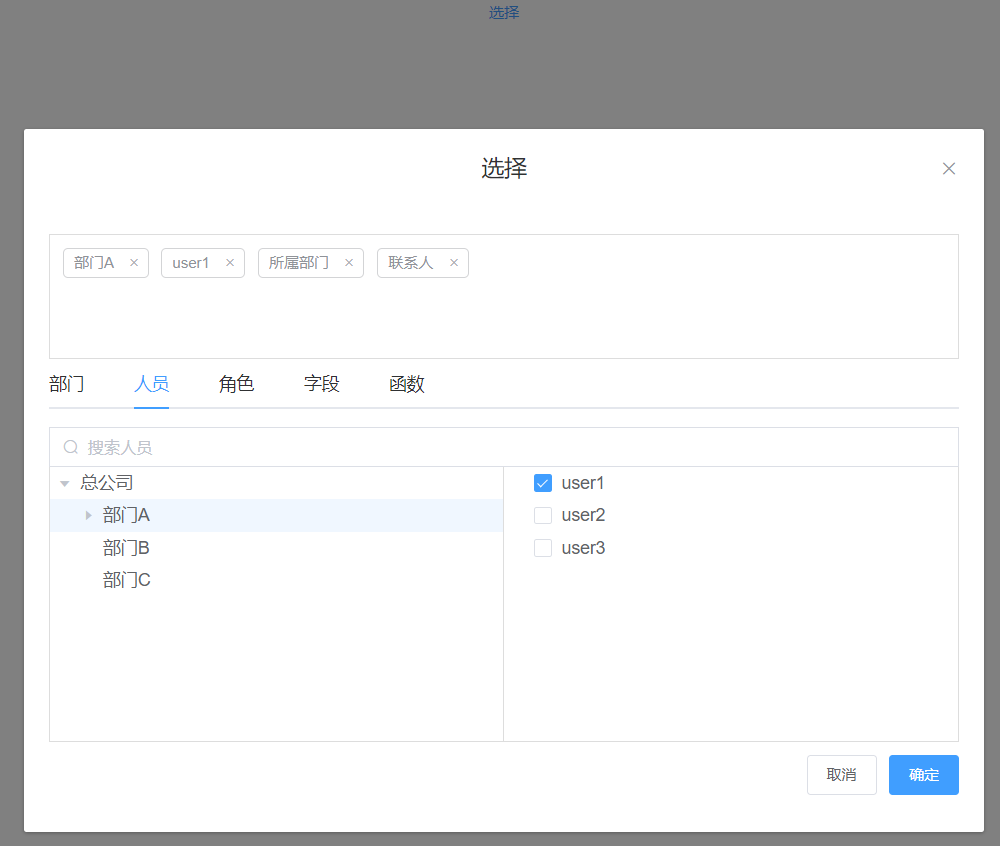 选择
选择
部门A × user1 × 所属部门 × 联系人 ×
部门 人员 角色 字段 函数
搜索人员
总公司
部门A
部门B
部门C
user1
user2
user3
取消 确定